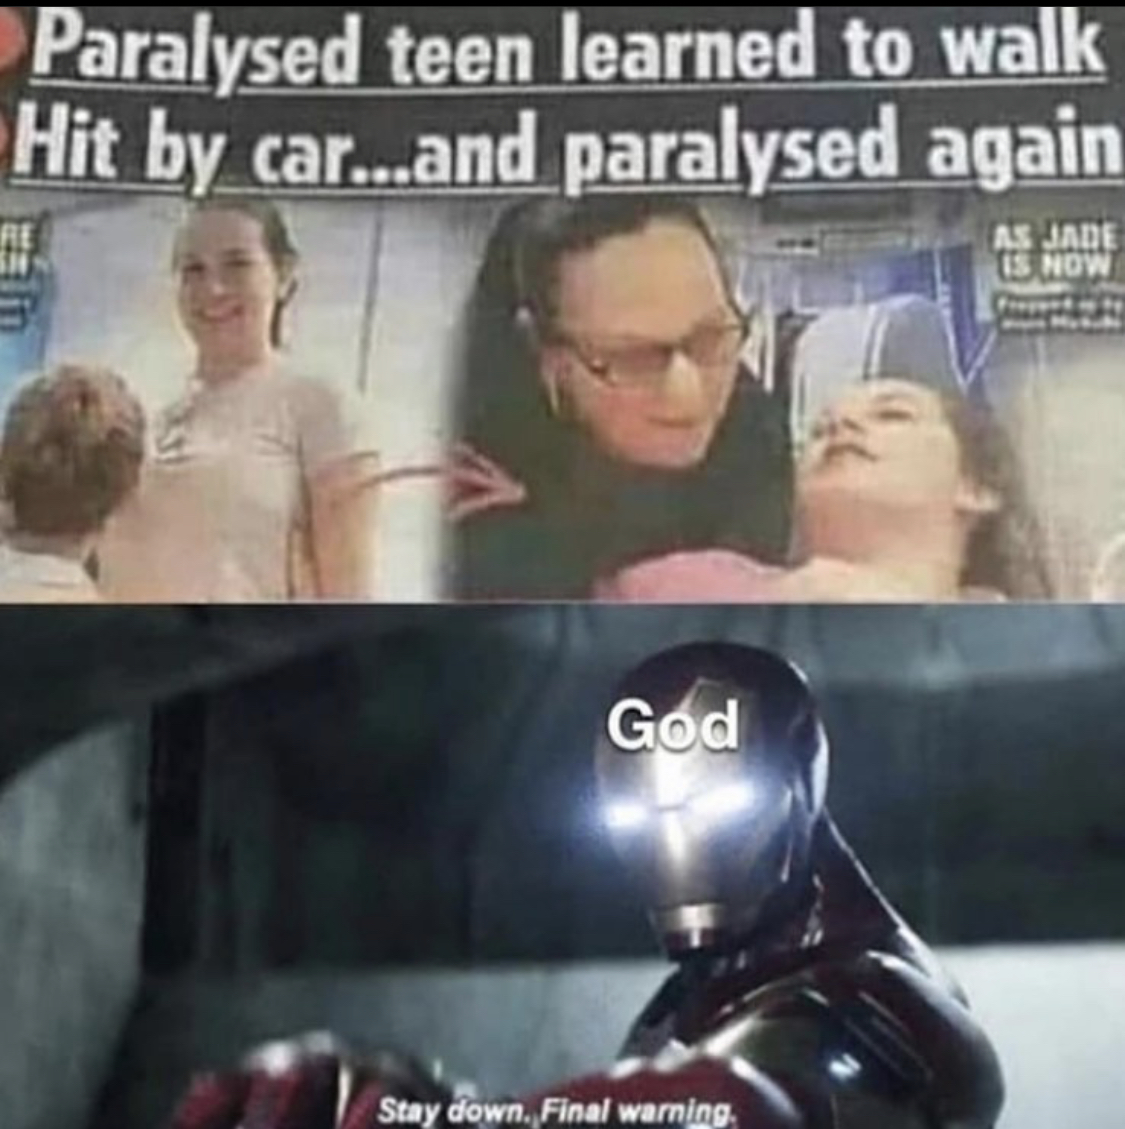 Paralysed teen learned to walk
Hit by car...and paralysed again
AS JADE
IS NOW
God
Stay down. Final warning.